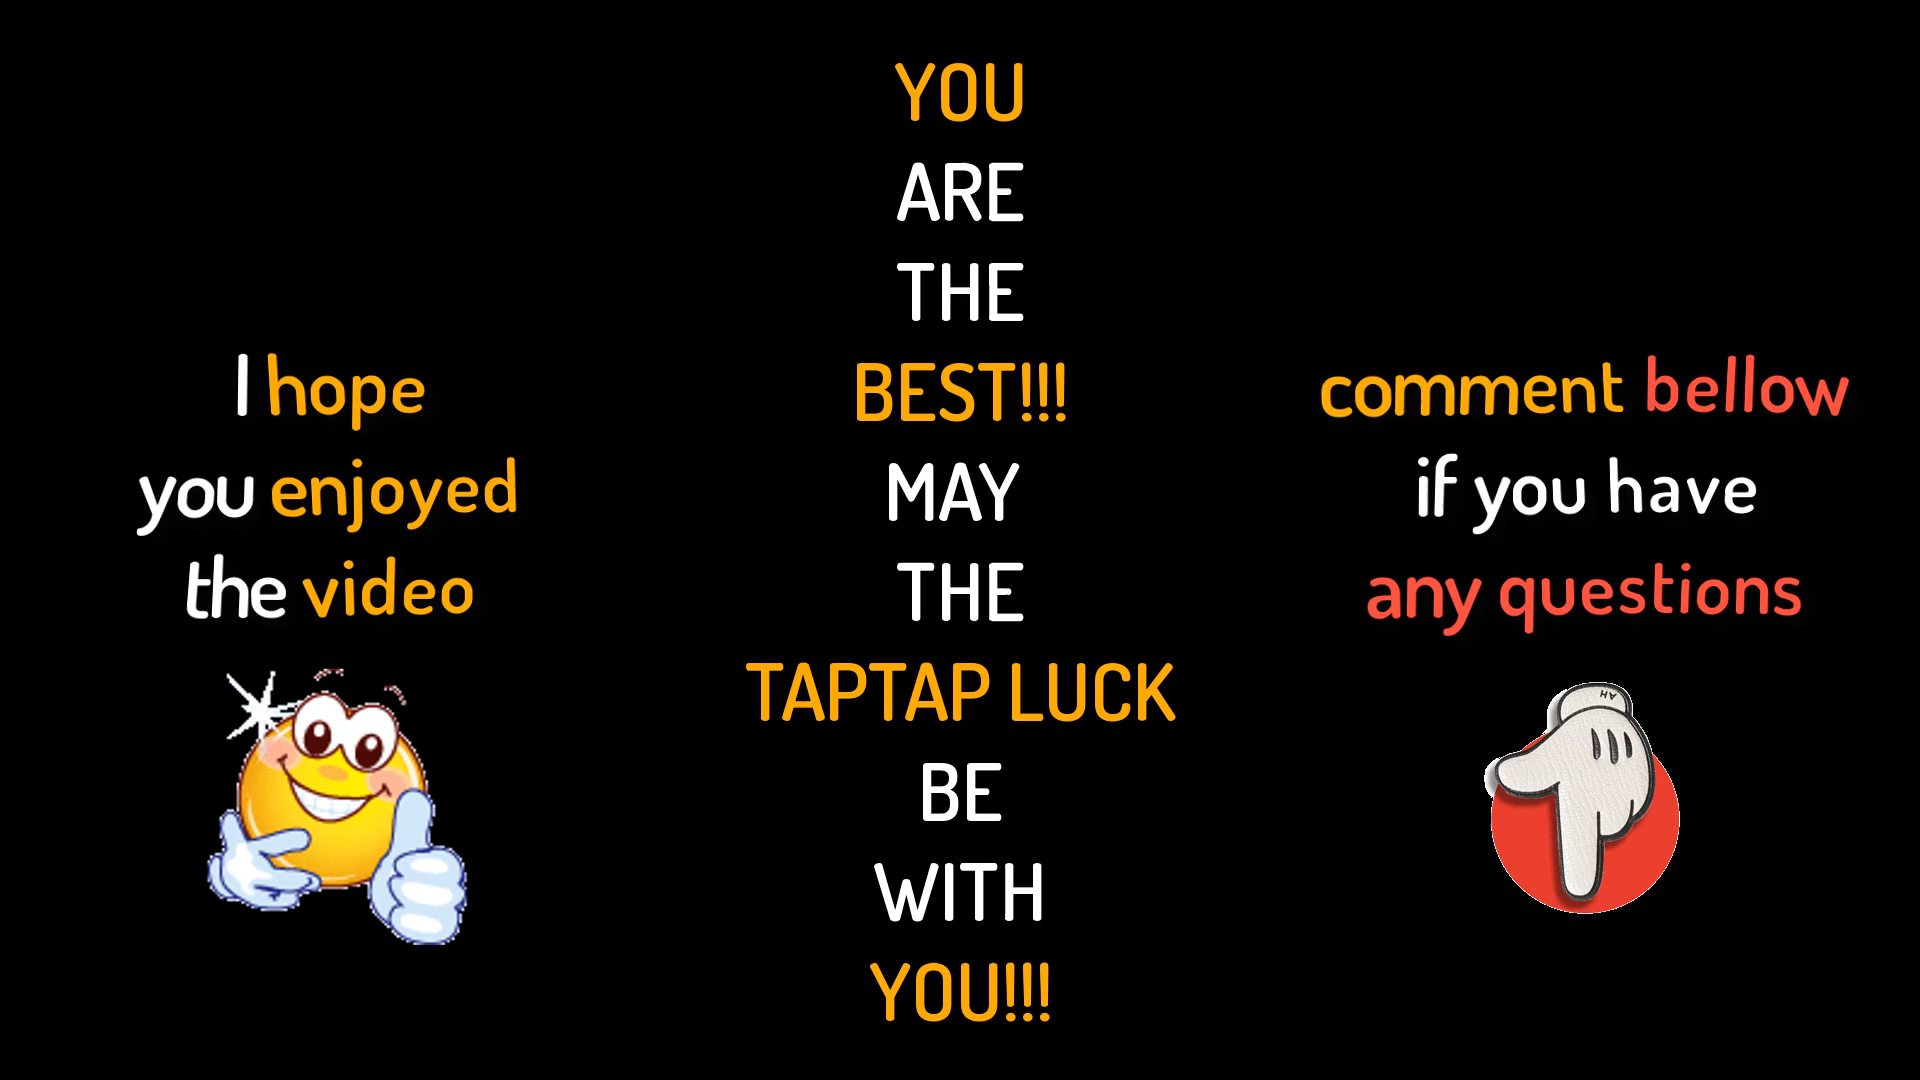 YOU
ARE
THE
BEST!!!
MAY
THE
TAPTAP LUCK
BE
WITH
YOU!!!
I hope
you enjoyed
the video
comment bellow
if you have
any questions
AH